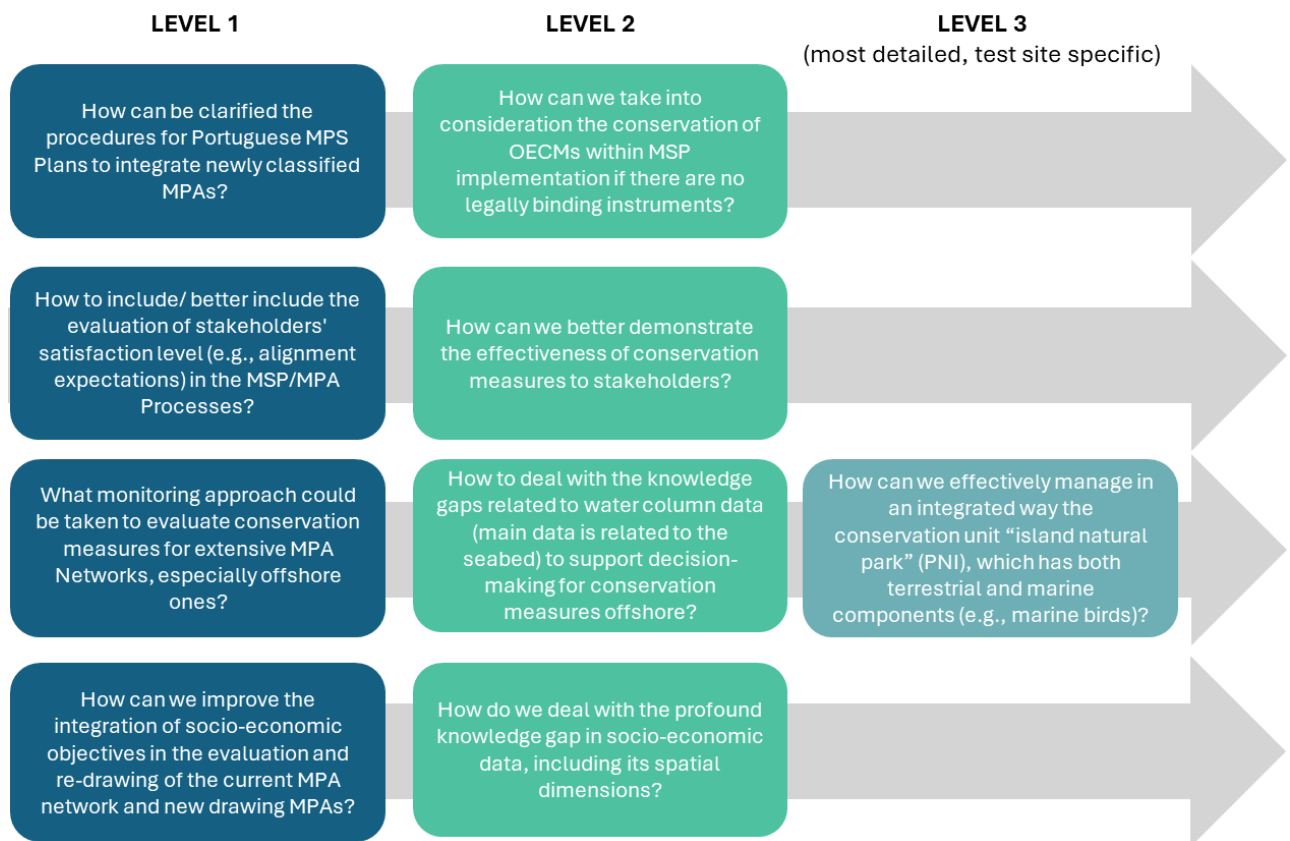 LEVEL 1
LEVEL 2
LEVEL 3
(most detailed, test site specific)
How can be clarified the
procedures for Portuguese MPS
Plans to integrate newly classified
MPAs?
How can we take into
consideration the conservation of
OECMs within MSP
implementation if there are no
legally binding instruments?
How to include/ better include the
evaluation of stakeholders'
satisfaction level (e.g., alignment
expectations) in the MSP/MPA
Processes?
How can we better demonstrate
the effectiveness of conservation
measures to stakeholders?
What monitoring approach could
be taken to evaluate conservation
measures for extensive MPA
Networks, especially offshore
ones?
How to deal with the knowledge
gaps related to water column data
(main data is related to the
seabed) to support decision-
making for conservation
measures offshore?
How can we effectively manage in
an integrated way the
conservation unit “island natural
park” (PNI), which has both
terrestrial and marine
components (e.g., marine birds)?
How can we improve the
integration of socio-economic
objectives in the evaluation and
re-drawing of the current MPA
network and new drawing MPAs?
How do we deal with the profound
knowledge gap in socio-economic
data, including its spatial
dimensions?